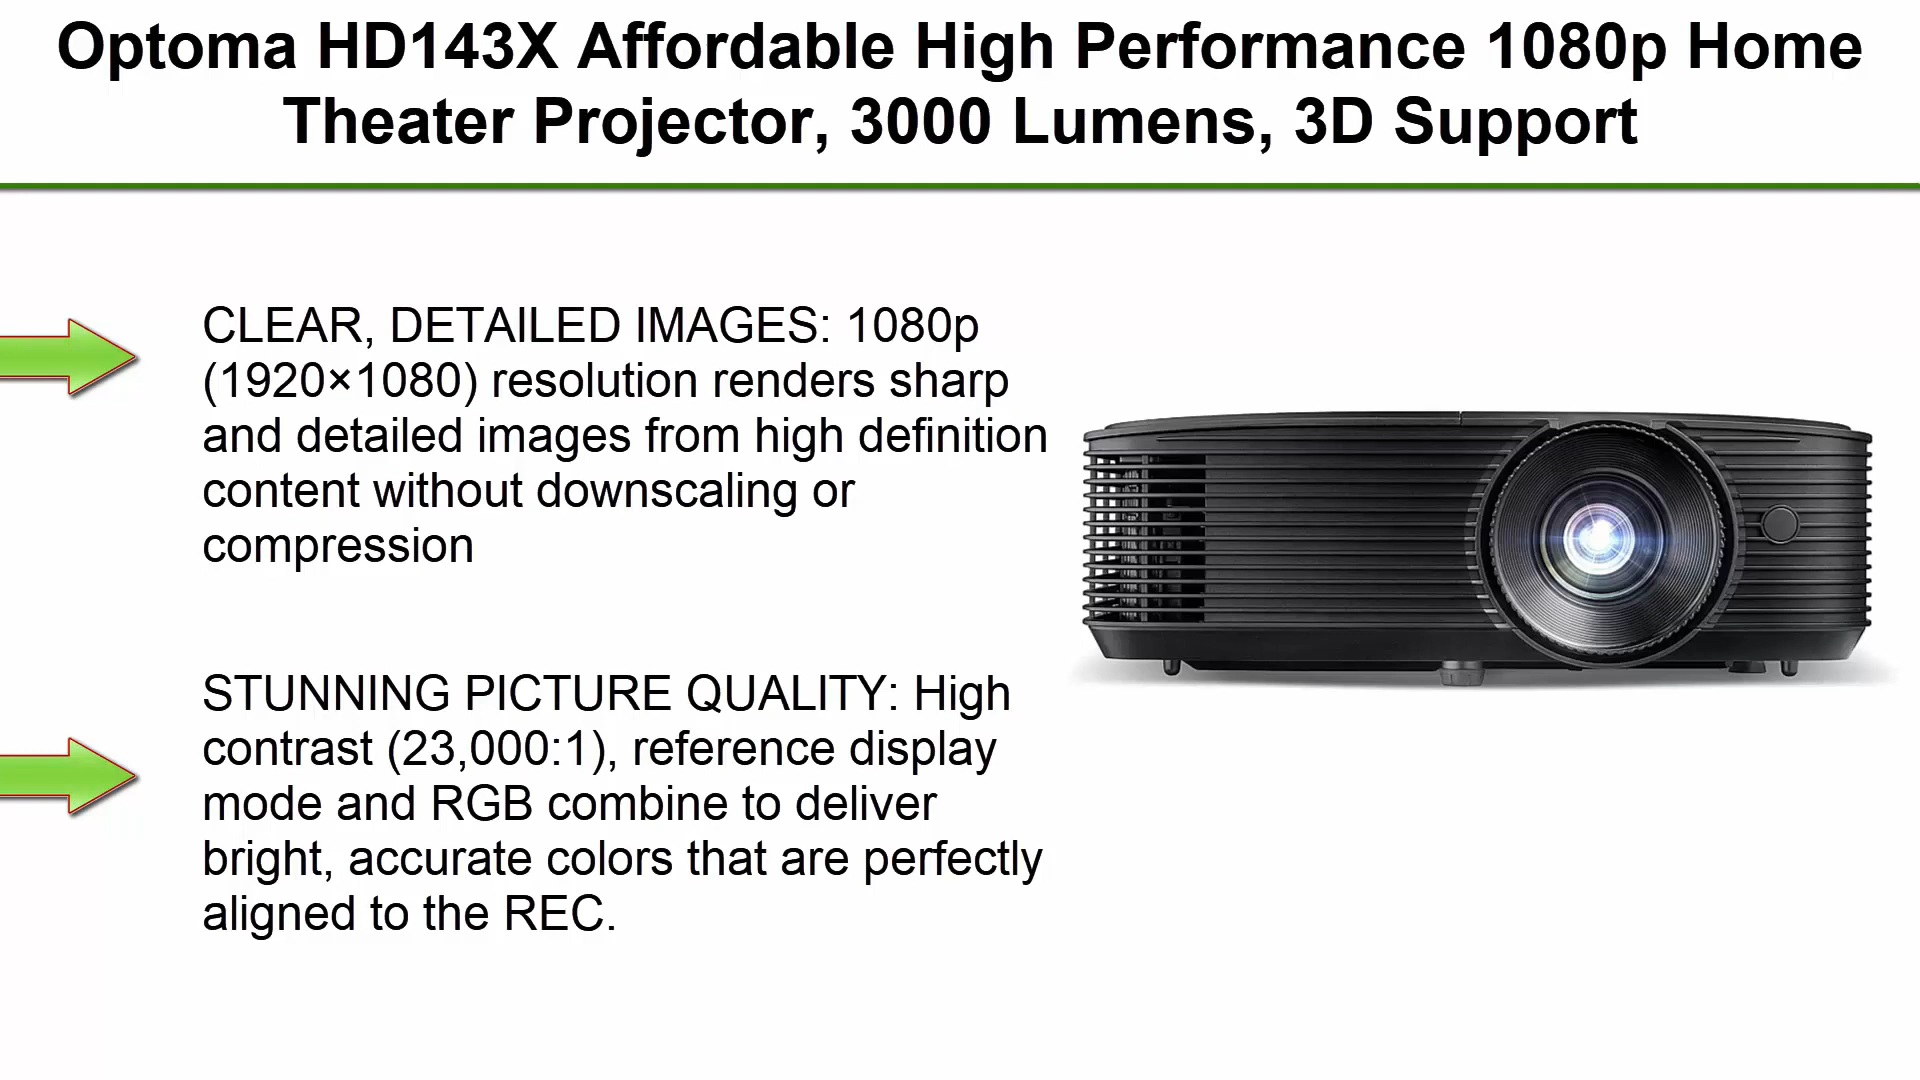 Optoma HD143X Affordable High Performance 1080p Home
Theater Projector, 3000 Lumens, 3D Support
CLEAR, DETAILED IMAGES: 1080p
(1920×1080) resolution renders sharp
and detailed images from high definition
content without downscaling or
compression
STUNNING PICTURE QUALITY: High
contrast (23,000:1), reference display
mode and RGB combine to deliver
bright, accurate colors that are perfectly
aligned to the REC.